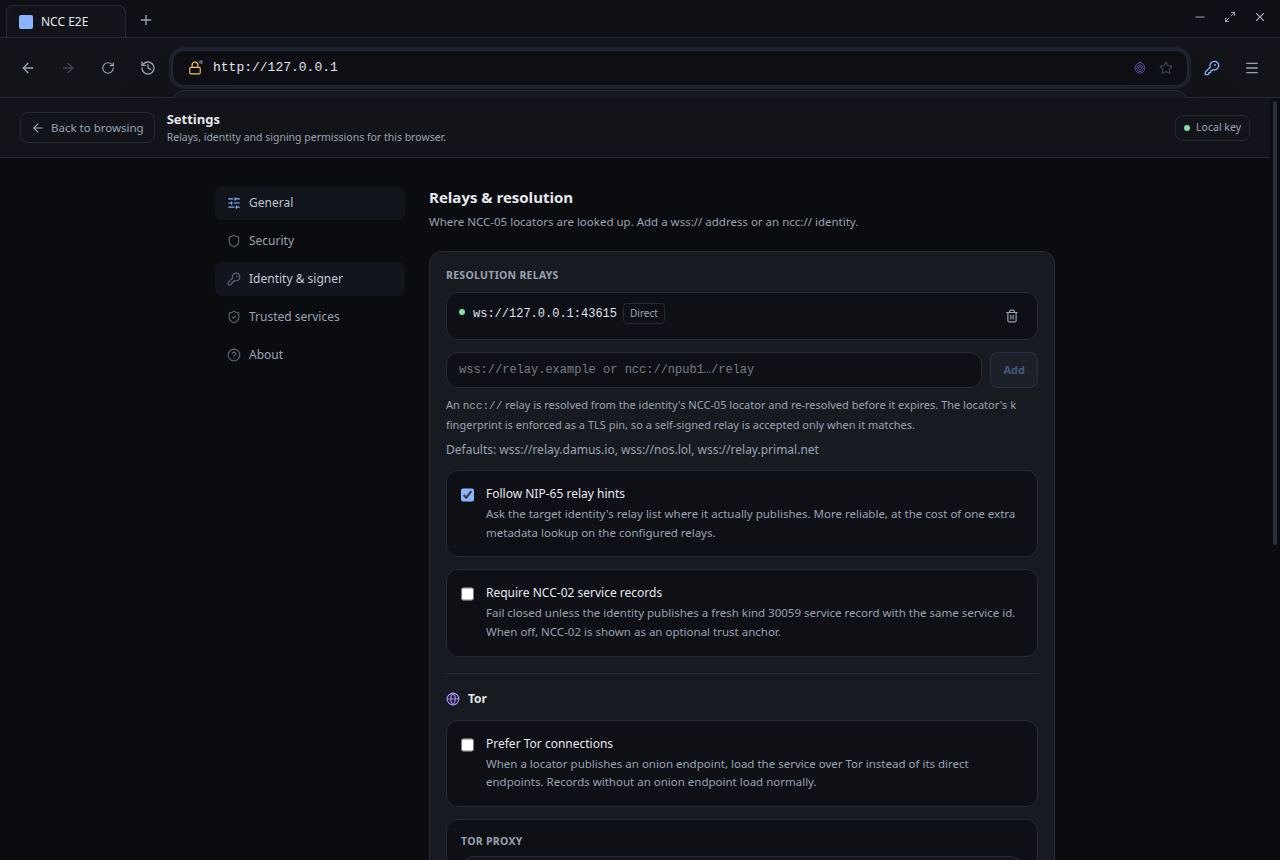 NCC E2E
http://127.0.0.1
Back to browsing
Settings
Relays, identity and signing permissions for this browser.
Local key
General
Security
Identity & signer
Trusted services
About
Relays & resolution
Where NCC-05 locators are looked up. Add a wss:// address or an ncc:// identity.
RESOLUTION RELAYS
ws://127.0.0.1:43615 Direct
wss://relay.example or ncc://npub1…/relay
Add
An ncc:// relay is resolved from the identity's NCC-05 locator and re-resolved before it expires. The locator's k
fingerprint is enforced as a TLS pin, so a self-signed relay is accepted only when it matches.
Defaults: wss://relay.damus.io, wss://nos.lol, wss://relay.primal.net
Follow NIP-65 relay hints
Ask the target identity's relay list where it actually publishes. More reliable, at the cost of one extra
metadata lookup on the configured relays.
Require NCC-02 service records
Fail closed unless the identity publishes a fresh kind 30059 service record with the same service id.
When off, NCC-02 is shown as an optional trust anchor.
Tor
Prefer Tor connections
When a locator publishes an onion endpoint, load the service over Tor instead of its direct
endpoints. Records without an onion endpoint load normally.
TOR PROXY